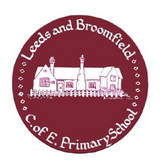 Leeds and Broomfield
C. of E. Primary School